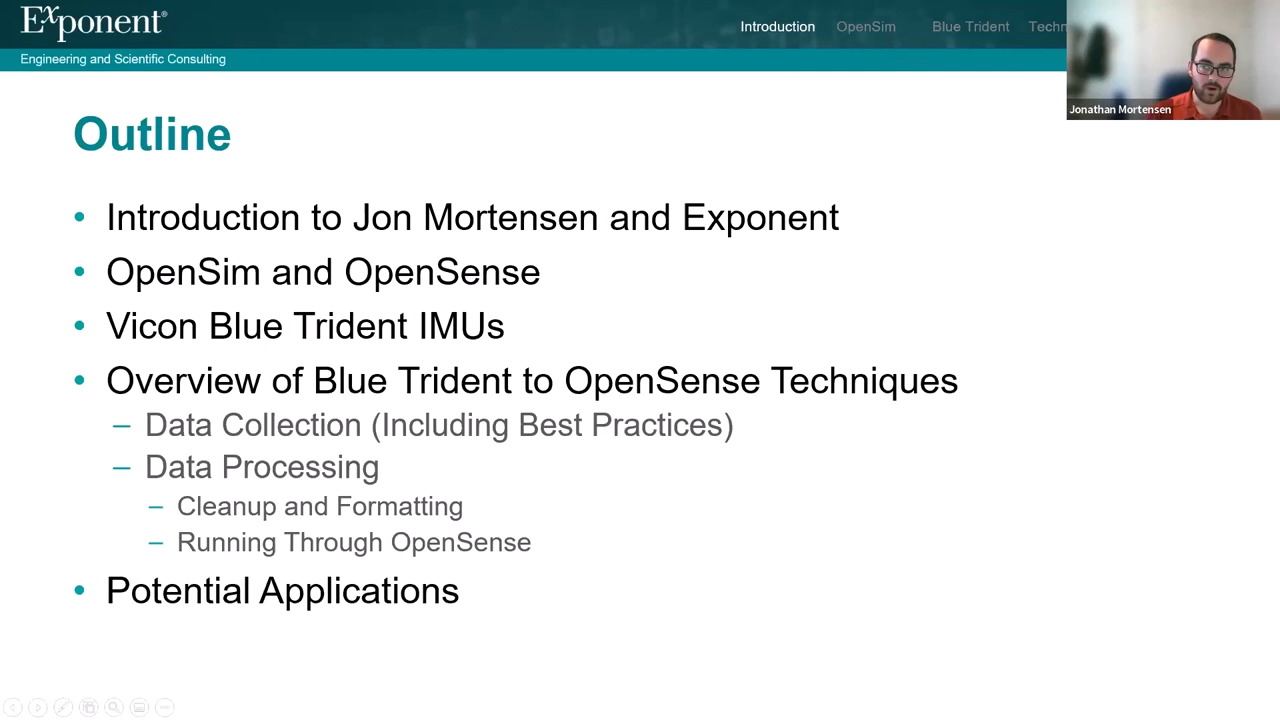 Exponent®
Introduction OpenSim Blue Trident Techn
Engineering and Scientific Consulting
Jonathan Mortensen
Outline
• Introduction to Jon Mortensen and Exponent
• OpenSim and OpenSense
• Vicon Blue Trident IMUs
• Overview of Blue Trident to OpenSense Techniques
– Data Collection (Including Best Practices)
– Data Processing
– Cleanup and Formatting
– Running Through OpenSense
• Potential Applications